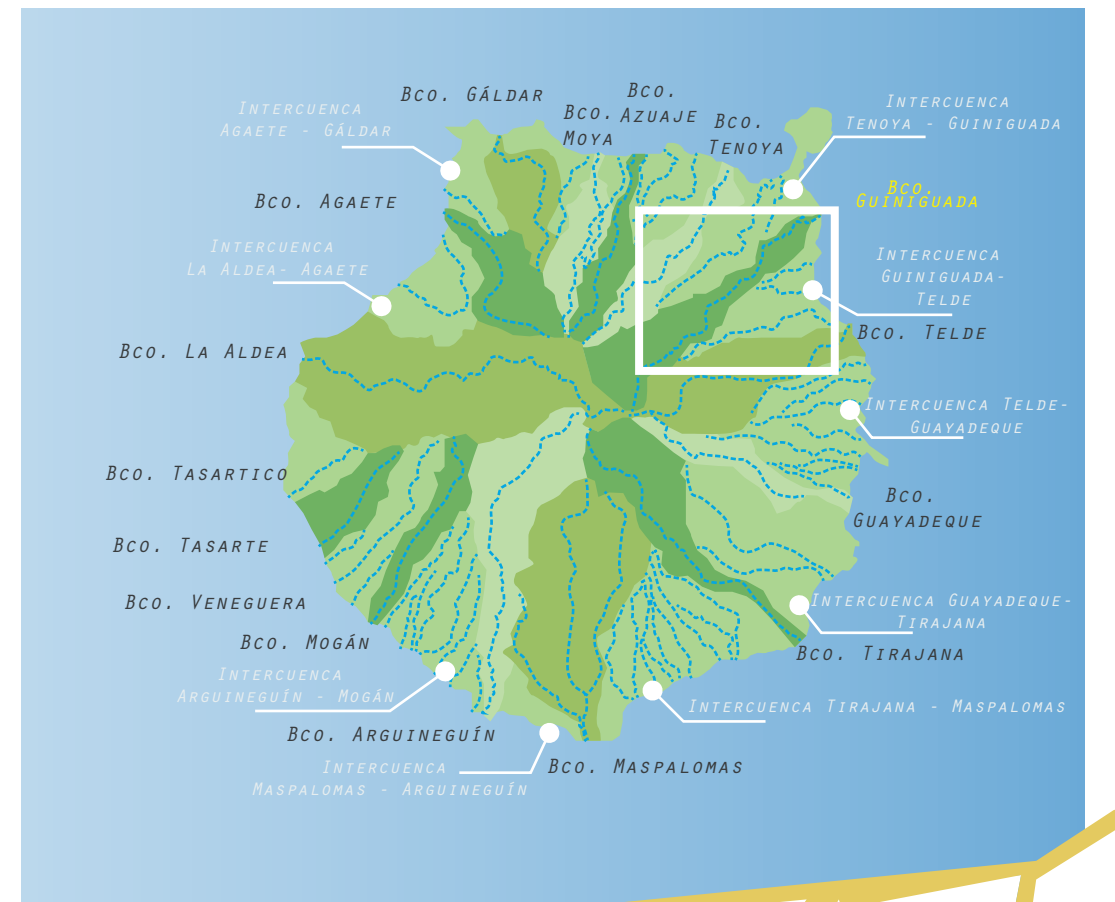 Bco. Gáldar
Bco.
Azuaje
Bco.
Moya
Bco.
Tenoya
Intercuenca
Agaete - Gáldar
Intercuenca
Tenoya - Guiniguada
Bco. Agaete
Bco.
Guiniguada
Intercuenca
La Aldea- Agaete
Intercuenca
Guiniguada-
Telde
Bco. Telde
Bco. La Aldea
Intercuenca Telde-
Guayadeque
Bco. Tasartico
Bco.
Guayadeque
Bco. Tasarte
Bco. Veneguera
Intercuenca Guayadeque-
Tirajana
Bco. Mogán
Bco. Tirajana
Intercuenca
Arguineguín - Mogán
Intercuenca Tirajana - Maspalomas
Bco. Arguineguín
Intercuenca
Maspalomas - Arguineguín
Bco. Maspalomas